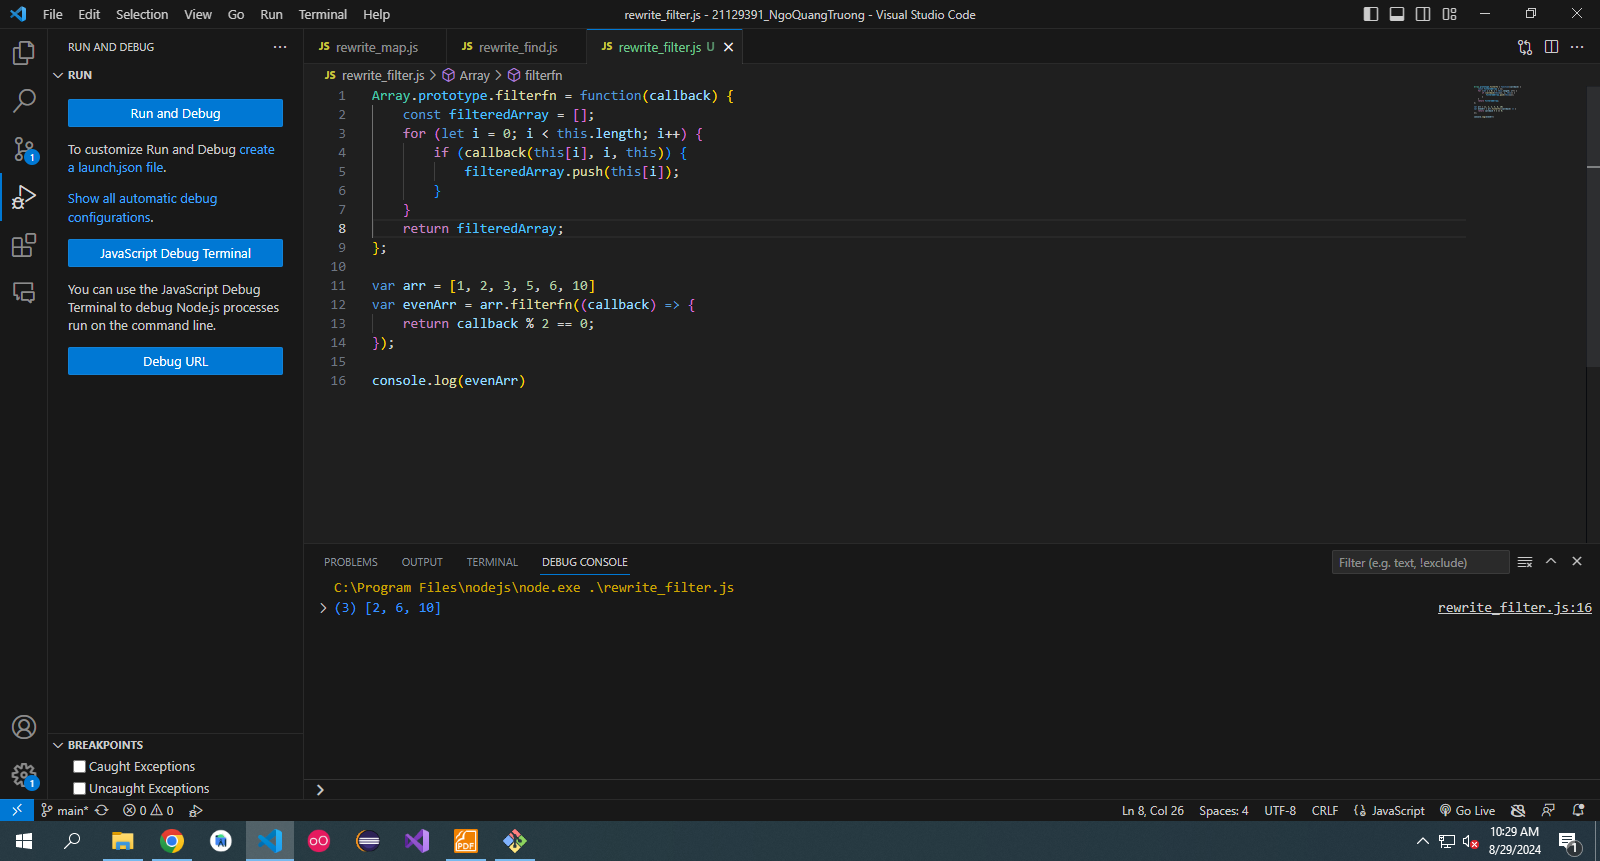 File Edit Selection View Go Run Terminal Help
rewrite_filter.js - 21129391_NgoQuangTruong - Visual Studio Code
RUN AND DEBUG
RUN
Run and Debug
To customize Run and Debug create
a launch.json file.
Show all automatic debug
configurations.
JavaScript Debug Terminal
You can use the JavaScript Debug
Terminal to debug Node.js processes
run on the command line.
Debug URL
BREAKPOINTS
Caught Exceptions
Uncaught Exceptions
JS rewrite_map.js
JS rewrite_find.js
JS rewrite_filter.js U
JS rewrite_filter.js > Array > filterfn
1 Array.prototype.filterfn = function(callback) {
2 const filteredArray = [];
3 for (let i = 0; i < this.length; i++) {
4 if (callback(this[i], i, this)) {
5 filteredArray.push(this[i]);
6 }
7 }
8 return filteredArray;
9 };
10
11 var arr = [1, 2, 3, 5, 6, 10]
12 var evenArr = arr.filterfn((callback) => {
13 return callback % 2 == 0;
14 });
15
16 console.log(evenArr)
PROBLEMS OUTPUT TERMINAL DEBUG CONSOLE
Filter (e.g. text, !exclude)
C:\Program Files\nodejs\node.exe .\rewrite_filter.js
> (3) [2, 6, 10]
rewrite_filter.js:16
>
1
1
main* 0 0
Ln 8, Col 26 Spaces: 4 UTF-8 CRLF {} JavaScript Go Live
PDF
10:29 AM
8/29/2024
1